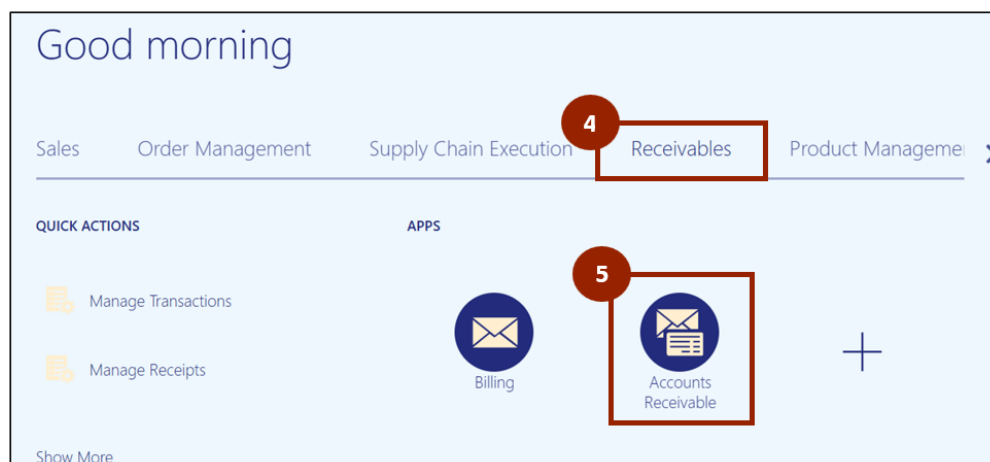 Good morning
4
Sales Order Management Supply Chain Execution Receivables Product Manageme
QUICK ACTIONS APPS
5
Manage Transactions
Manage Receipts
Billing
Accounts
Receivable
Show More